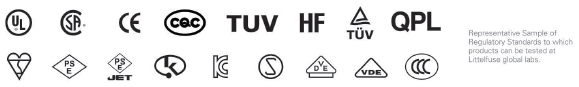 UL
SA
CE
CQC
TUV
HF
TÜV
QPL
PSE
PSE
JET
K
KC
S
VDE
VDE
CCC
Representative Sample of
Regulatory Standards to which
products can be tested at
Littelfuse global labs.